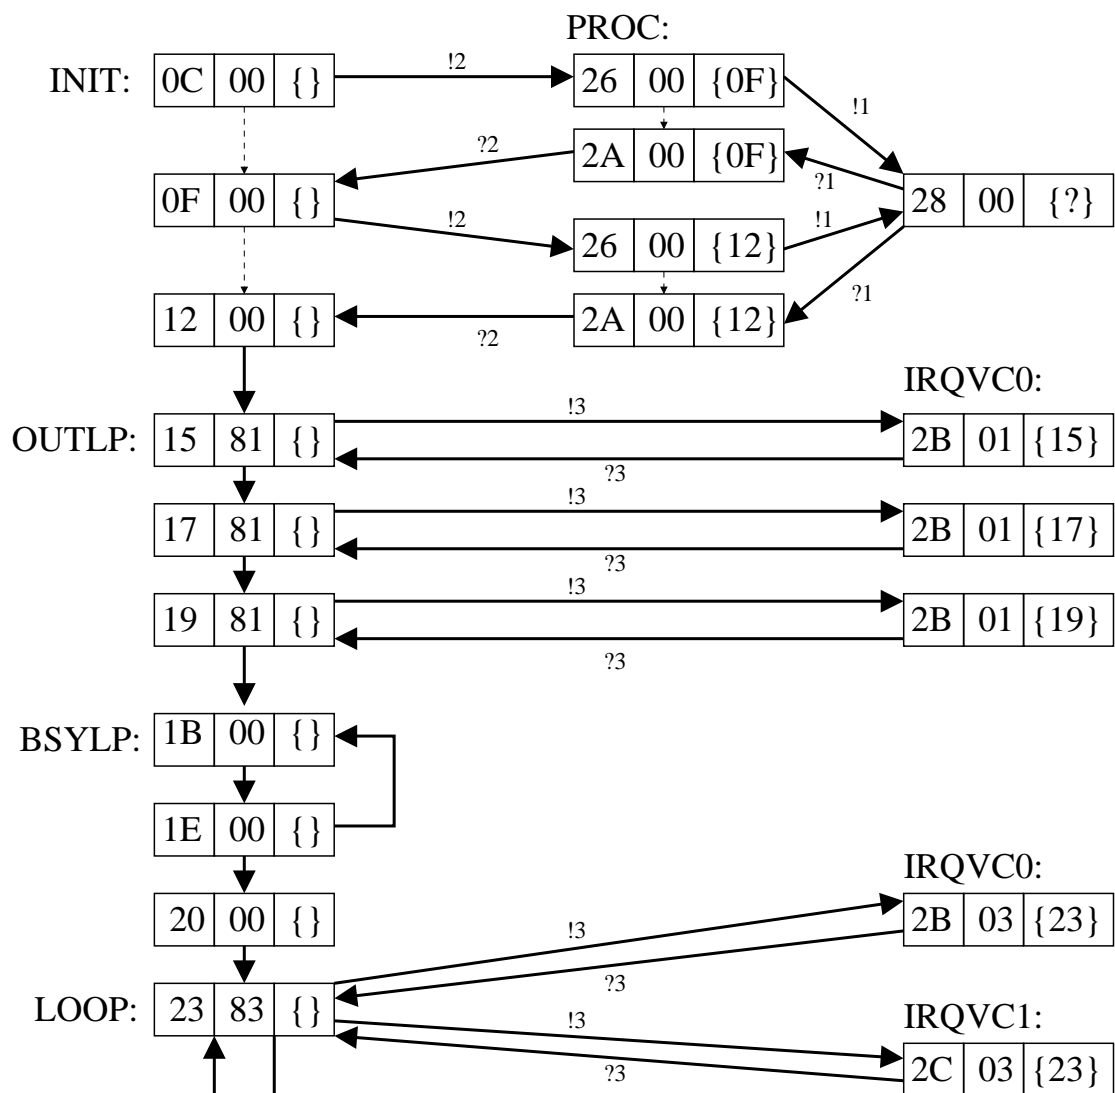 PROC:
INIT: 0C 00 {} !2 26 00 {0F} !1
?2 2A 00 {0F} ?1
0F 00 {} 28 00 {?}
!2 26 00 {12} !1
12 00 {} ?2 2A 00 {12} ?1
IRQVC0:
OUTLP: 15 81 {} !3 2B 01 {15}
?3
17 81 {} !3 2B 01 {17}
?3
19 81 {} !3 2B 01 {19}
?3
BSYLP: 1B 00 {}
1E 00 {}
IRQVC0:
20 00 {} !3 2B 03 {23}
?3
LOOP: 23 83 {} !3 IRQVC1:
?3 2C 03 {23}